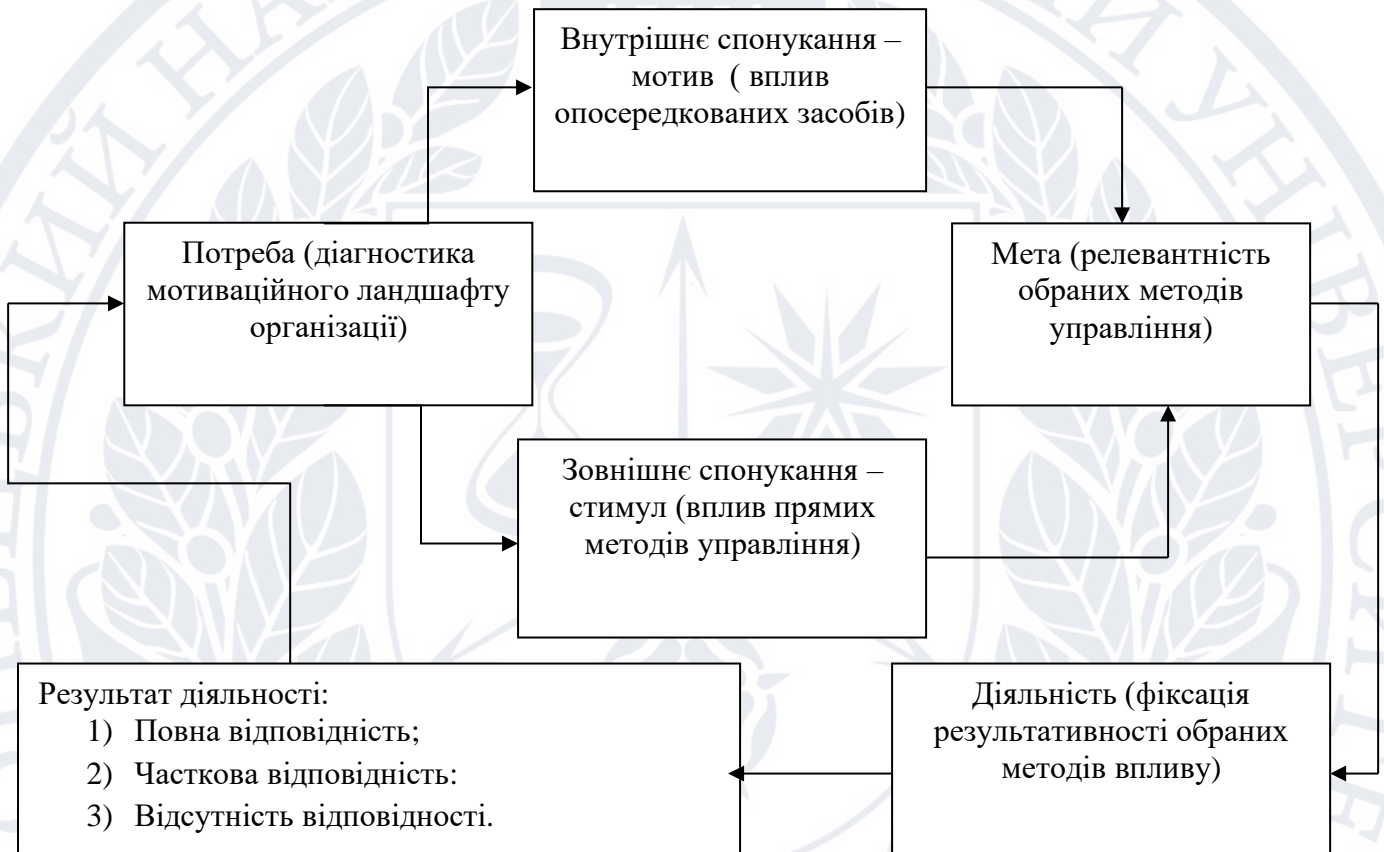 Внутрішнє спонукання –
мотив ( вплив
опосередкованих засобів)
Потреба (діагностика
мотиваційного ландшафту
організації)
Мета (релевантність
обраних методів
управління)
Зовнішнє спонукання –
стимул (вплив прямих
методів управління)
Результат діяльності:
1) Повна відповідність;
2) Часткова відповідність:
3) Відсутність відповідності.
Діяльність (фіксація
результативності обраних
методів впливу)